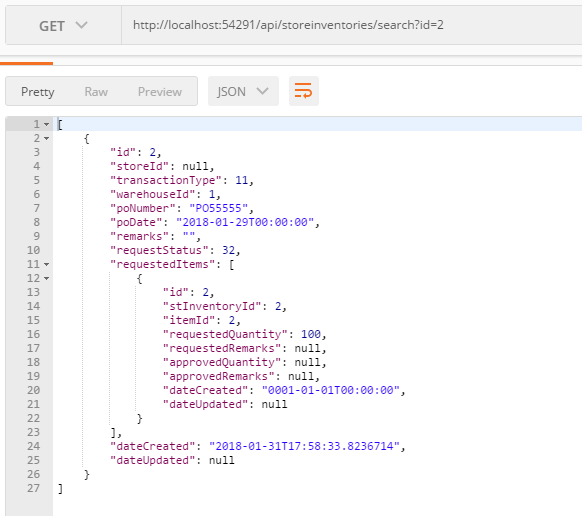 GET http://localhost:54291/api/storeinventories/search?id=2
Pretty Raw Preview JSON
1 [
2 {
3 "id": 2,
4 "storeId": null,
5 "transactionType": 11,
6 "warehouseId": 1,
7 "poNumber": "PO55555",
8 "poDate": "2018-01-29T00:00:00",
9 "remarks": "",
10 "requestStatus": 32,
11 "requestedItems": [
12 {
13 "id": 2,
14 "stInventoryId": 2,
15 "itemId": 2,
16 "requestedQuantity": 100,
17 "requestedRemarks": null,
18 "approvedQuantity": null,
19 "approvedRemarks": null,
20 "dateCreated": "0001-01-01T00:00:00",
21 "dateUpdated": null
22 }
23 ],
24 "dateCreated": "2018-01-31T17:58:33.8236714",
25 "dateUpdated": null
26 }
27 ]